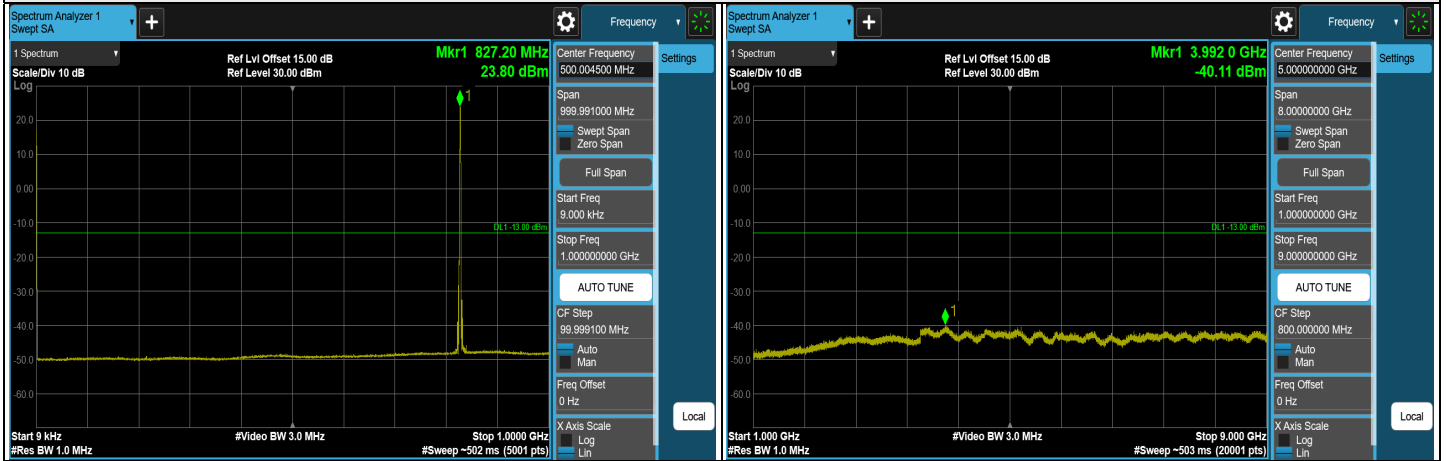 Spectrum Analyzer 1
Swept SA
+
Frequency
1 Spectrum
Scale/Div 10 dB
Log
Ref Lvl Offset 15.00 dB
Ref Level 30.00 dBm
Mkr1 827.20 MHz
23.80 dBm
1
20.0
10.0
0.00
-10.0
DL1 -13.00 dBm
-20.0
-30.0
-40.0
-50.0
-60.0
Start 9 kHz
#Res BW 1.0 MHz
#Video BW 3.0 MHz
Stop 1.0000 GHz
#Sweep ~502 ms (5001 pts)
Center Frequency
500.004500 MHz
Settings
Span
999.991000 MHz
Swept Span
Zero Span
Full Span
Start Freq
9.000 kHz
Stop Freq
1.000000000 GHz
AUTO TUNE
CF Step
99.999100 MHz
Auto
Man
Freq Offset
0 Hz
X Axis Scale
Log
Lin
Local
Spectrum Analyzer 1
Swept SA
+
Frequency
1 Spectrum
Scale/Div 10 dB
Log
Ref Lvl Offset 15.00 dB
Ref Level 30.00 dBm
Mkr1 3.992 0 GHz
-40.11 dBm
20.0
10.0
0.00
-10.0
DL1 -13.00 dBm
-20.0
-30.0
1
-40.0
-50.0
-60.0
Start 1.000 GHz
#Res BW 1.0 MHz
#Video BW 3.0 MHz
Stop 9.000 GHz
#Sweep ~503 ms (20001 pts)
Center Frequency
5.000000000 GHz
Settings
Span
8.00000000 GHz
Swept Span
Zero Span
Full Span
Start Freq
1.000000000 GHz
Stop Freq
9.000000000 GHz
AUTO TUNE
CF Step
800.000000 MHz
Auto
Man
Freq Offset
0 Hz
X Axis Scale
Log
Lin
Local